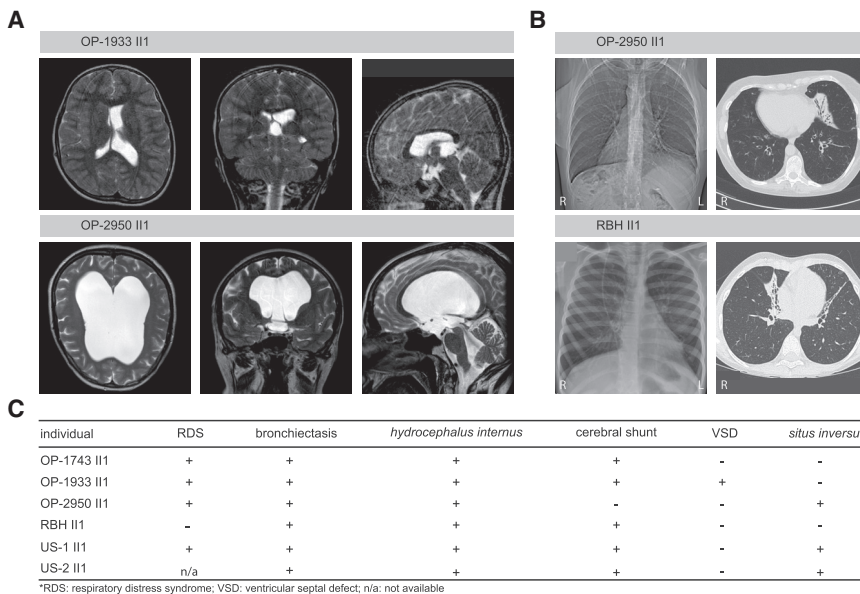 A
B
OP-1933 II1
OP-2950 II1
R L
R
OP-2950 II1
RBH II1
R L
R
C
individual RDS bronchiectasis hydrocephalus internus cerebral shunt VSD situs inversu
OP-1743 II1 + + + + - -
OP-1933 II1 + + + + + -
OP-2950 II1 + + + - - +
RBH II1 - + + + - -
US-1 II1 + + + + - +
US-2 II1 n/a + + + - +
*RDS: respiratory distress syndrome; VSD: ventricular septal defect; n/a: not available